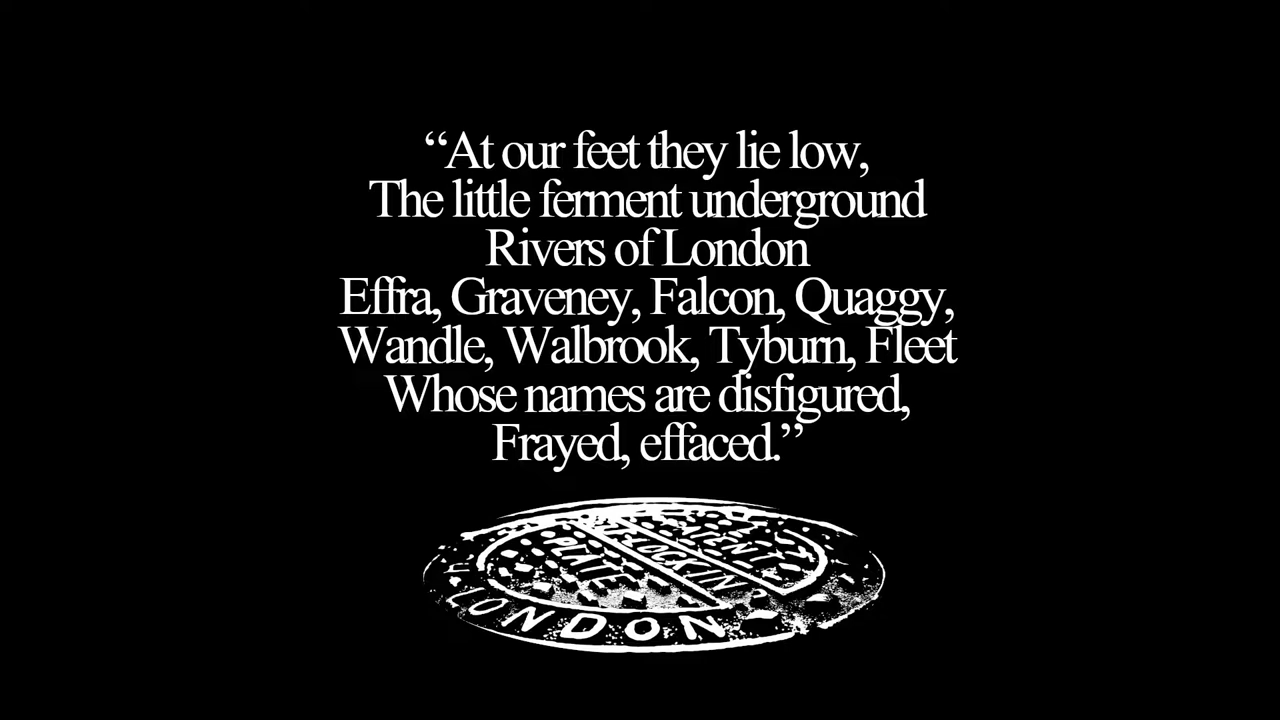 “At our feet they lie low,
The little ferment underground
Rivers of London
Effra, Graveney, Falcon, Quaggy,
Wandle, Walbrook, Tyburn, Fleet
Whose names are disfigured,
Frayed, effaced.”
PLATE
LONDON